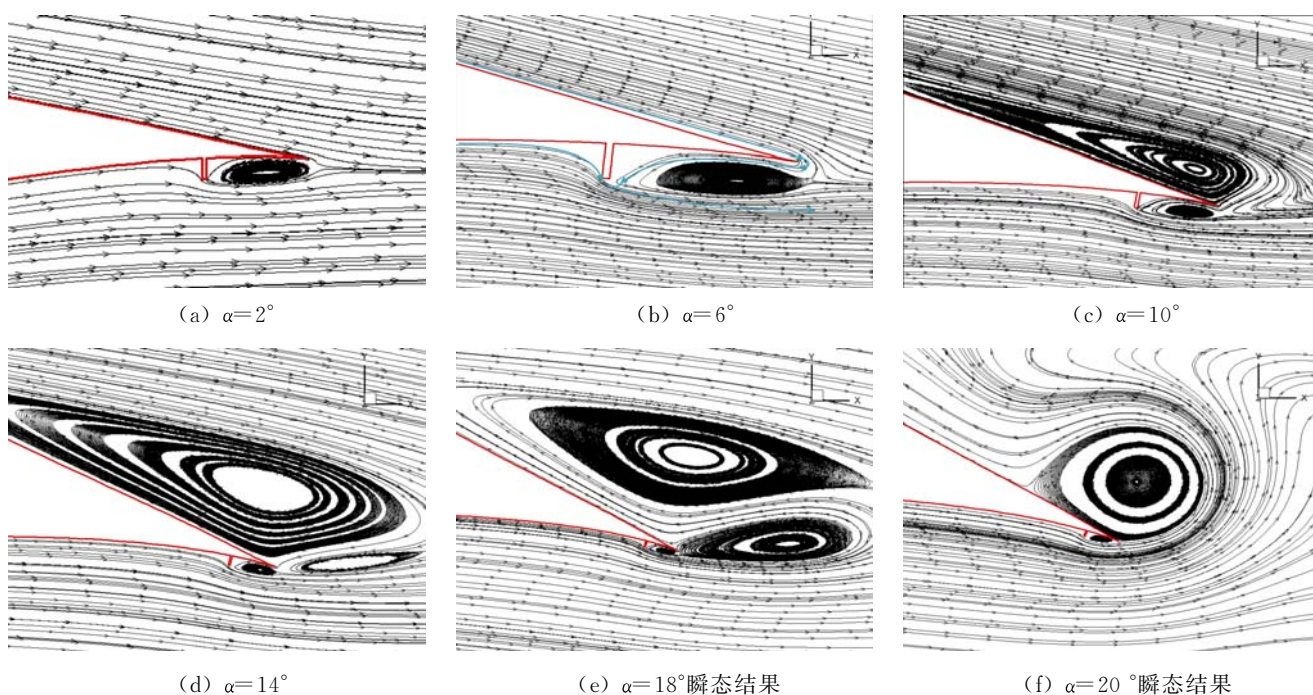 (a) α=2°
(b) α=6°
(c) α=10°
(d) α=14°
(e) α=18°瞬态结果
(f) α=20 °瞬态结果